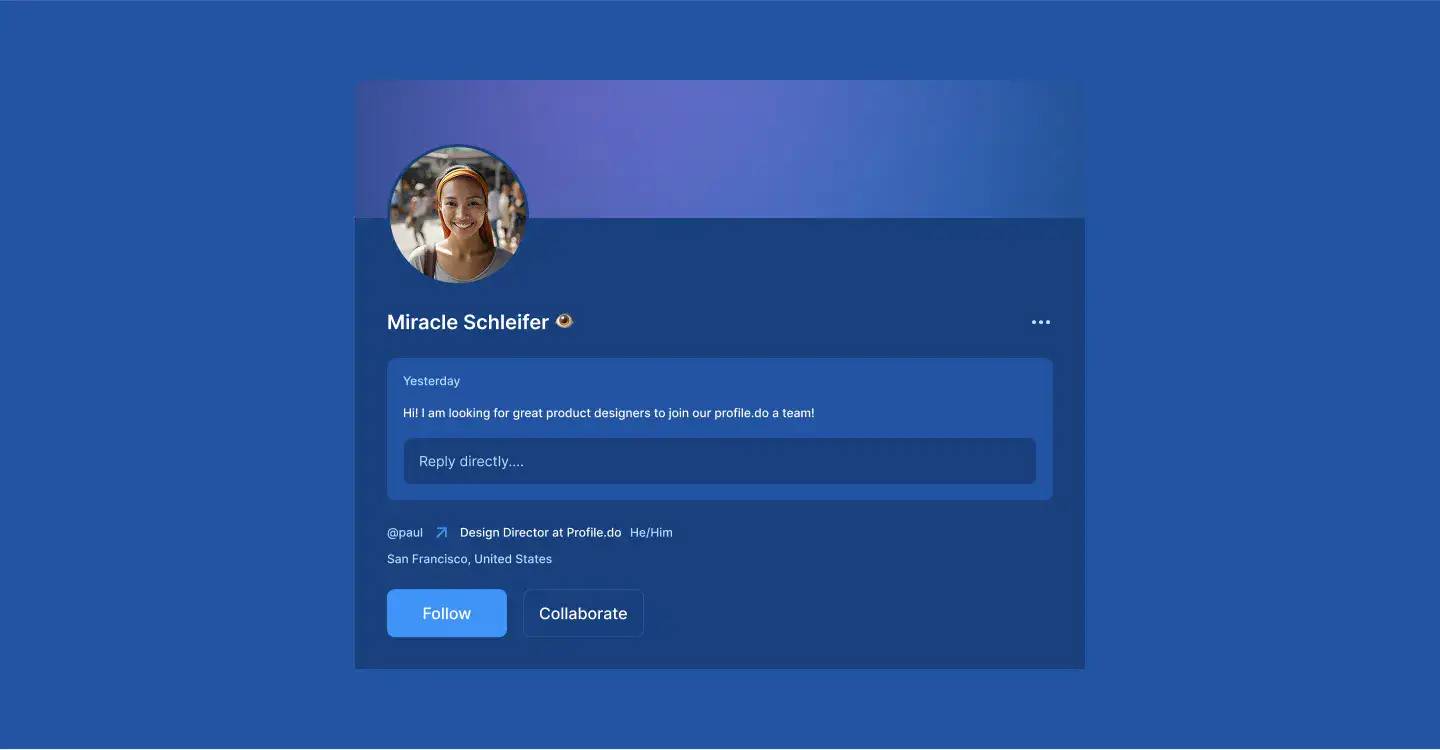 Miracle Schleifer 👁️
Yesterday
Hi! I am looking for great product designers to join our profile.do a team!
Reply directly....
@paul Design Director at Profile.do He/Him
San Francisco, United States
Follow Collaborate